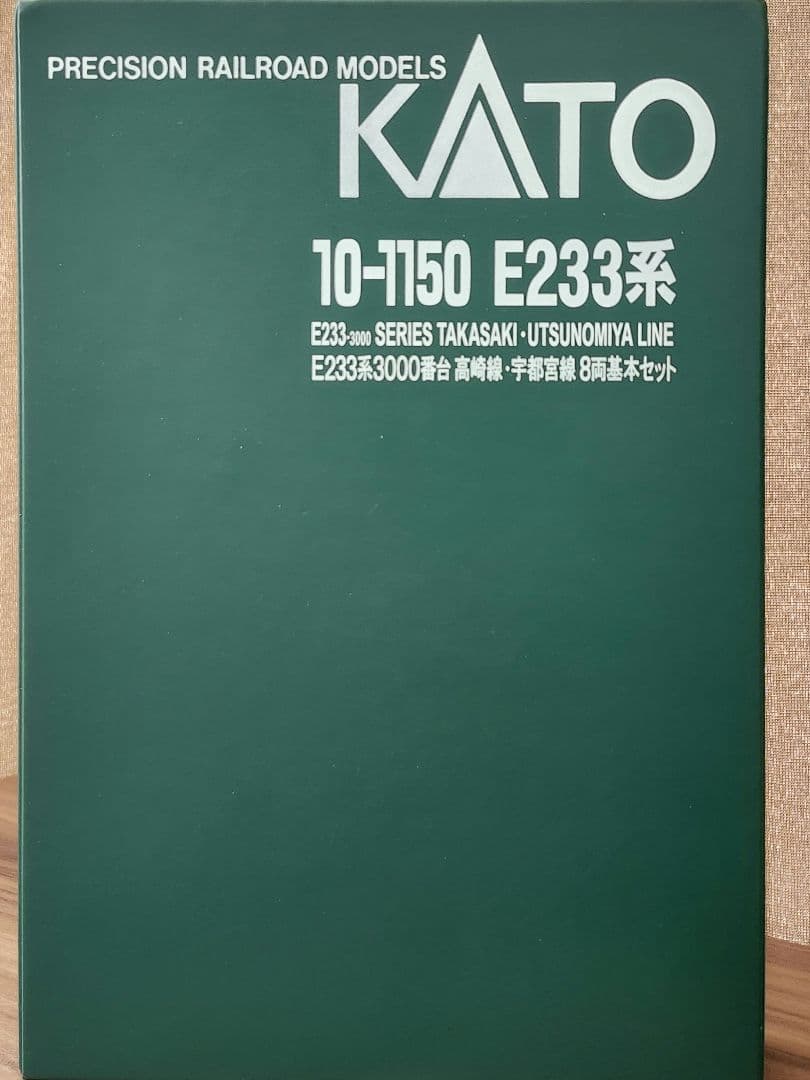 PRECISION RAILROAD MODELS
KATO
10-1150 E233系
E233-3000 SERIES TAKASAKI・UTSUNOMIYA LINE
E233系3000番台 高崎線・宇都宮線 8両基本セット